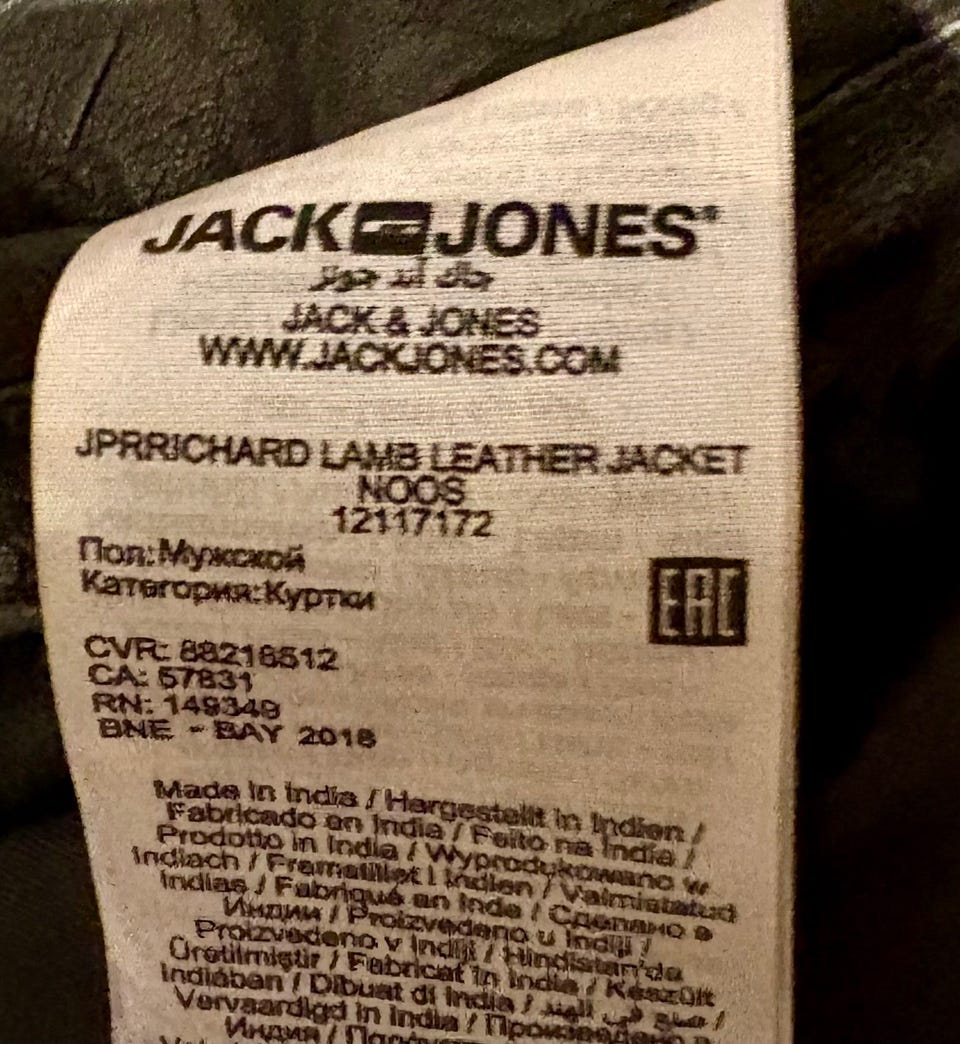 JACK JONES®
جاك أند جونز
JACK & JONES
WWW.JACKJONES.COM
JPRRICHARD LAMB LEATHER JACKET
NOOS
12117172
Пол: Мужской
Категория: Куртки
EAC
CVR: 88216512
CA: 57831
RN: 149349
BNE - BAY 2018
Made in India / Hergestellt in Indien /
Fabricado en India / Feito na Índia /
Prodotto in India / Wyprodukowano w
Indiach / Framstillet i Indien / Valmistatud
Indias / Fabriqué en Inde / Сделано в
Индии / Proizvedeno u Indiji /
Proizvedeno v Indiji / Hindistan'da
Üretilmiştir / Fabricat în India / Készült
Indiában / Dibuat di India / صنع في الهند /
Vervaardigd in India / Произведено в
Индия /